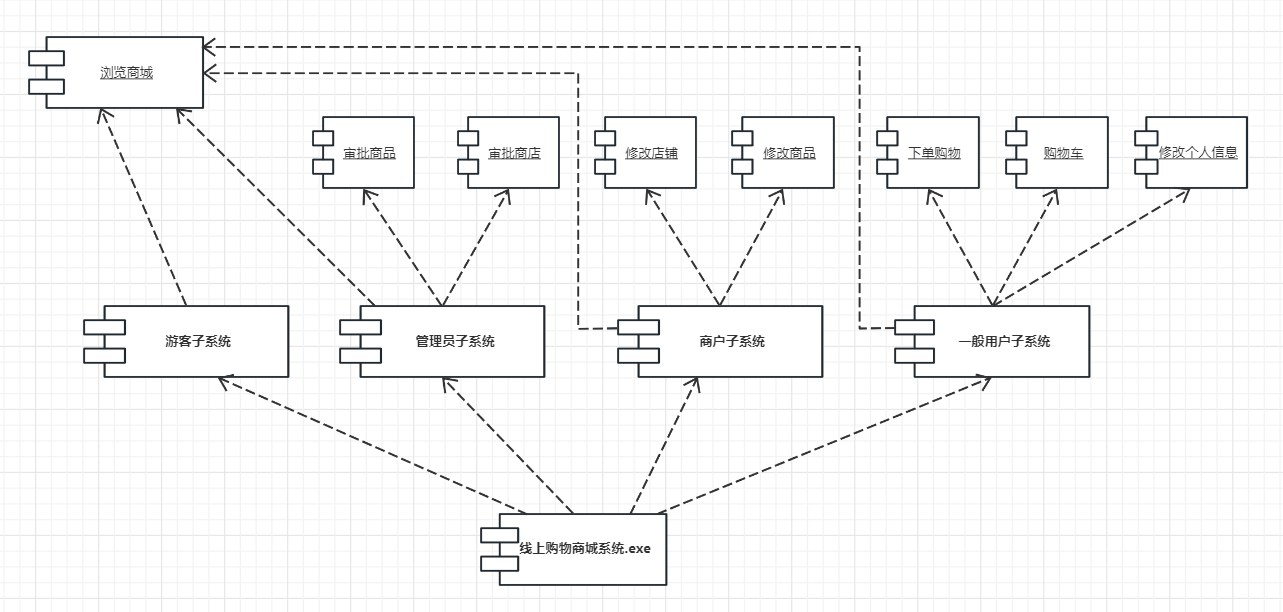 浏览商城
审批商品
审批商店
修改店铺
修改商品
下单购物
购物车
修改个人信息
游客子系统
管理员子系统
商户子系统
一般用户子系统
线上购物商城系统.exe